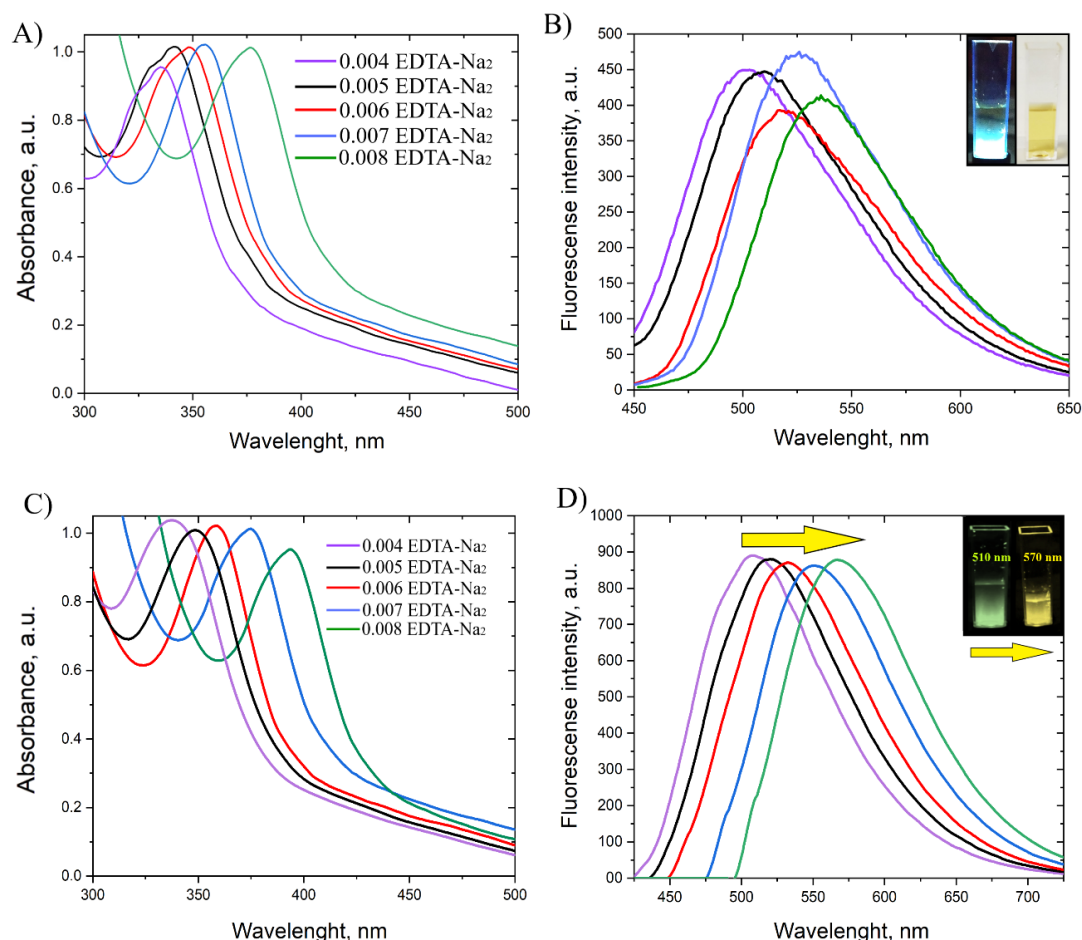 A)
Absorbance, a.u.
1.0
0.8
0.6
0.4
0.2
0.0
300 350 400 450 500
Wavelenght, nm
0.004 EDTA-Na₂
0.005 EDTA-Na₂
0.006 EDTA-Na₂
0.007 EDTA-Na₂
0.008 EDTA-Na₂
B)
Fluorescense intensity, a.u.
500
450
400
350
300
250
200
150
100
50
0
450 500 550 600 650
Wavelenght, nm
C)
Absorbance, a.u.
1.0
0.8
0.6
0.4
0.2
0.0
300 350 400 450 500
Wavelenght, nm
0.004 EDTA-Na₂
0.005 EDTA-Na₂
0.006 EDTA-Na₂
0.007 EDTA-Na₂
0.008 EDTA-Na₂
D)
Fluorescense intensity, a.u.
1000
900
800
700
600
500
400
300
200
100
00
450 500 550 600 650 700
Wavelenght, nm
510 nm 570 nm